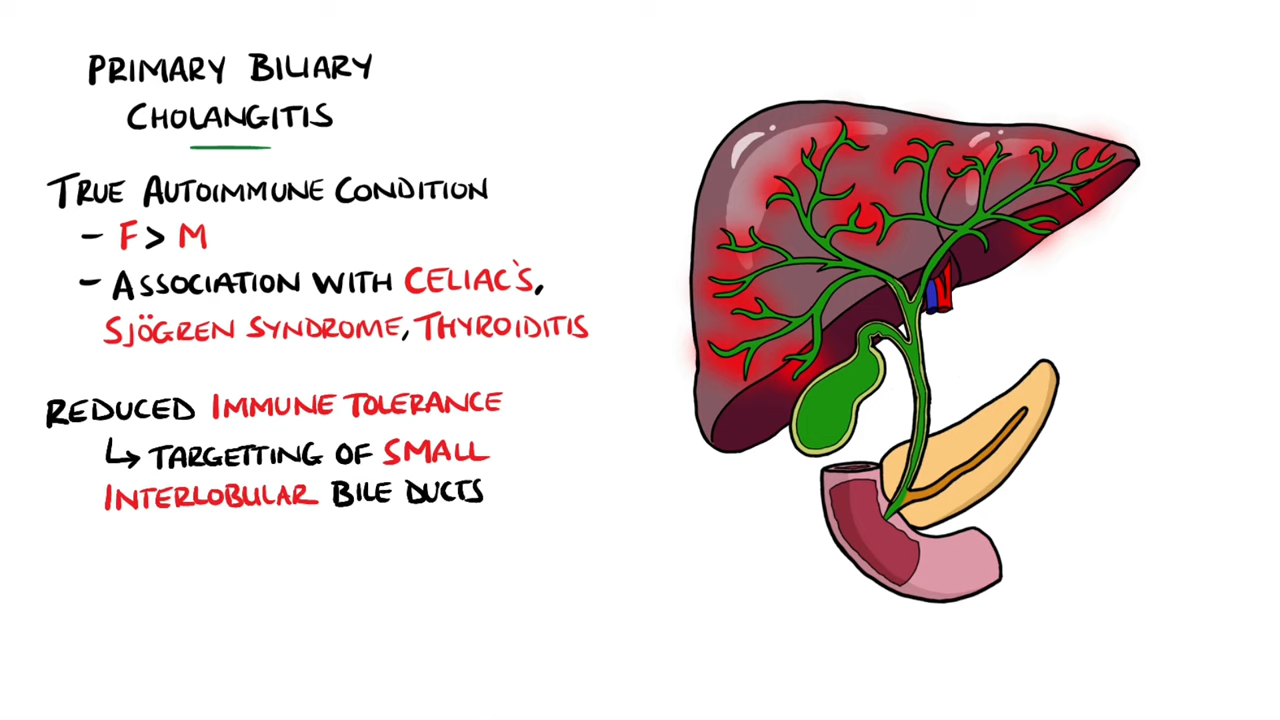 PRIMARY BILIARY
CHOLANGITIS
TRUE AUTOIMMUNE CONDITION
- F > M
- ASSOCIATION WITH CELIAC'S,
SJÖGREN SYNDROME, THYROIDITIS
REDUCED IMMUNE TOLERANCE
↳ TARGETTING OF SMALL
INTERLOBULAR BILE DUCTS